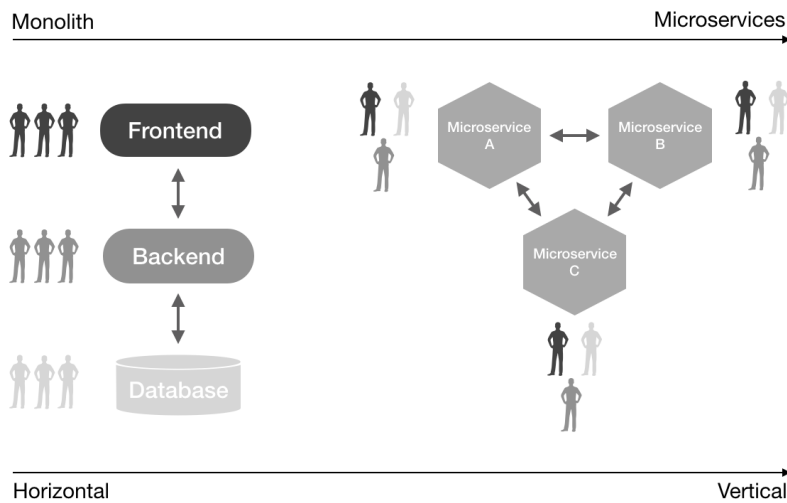 Monolith
Microservices
Frontend
Backend
Database
Microservice
A
Microservice
B
Microservice
C
Horizontal
Vertical